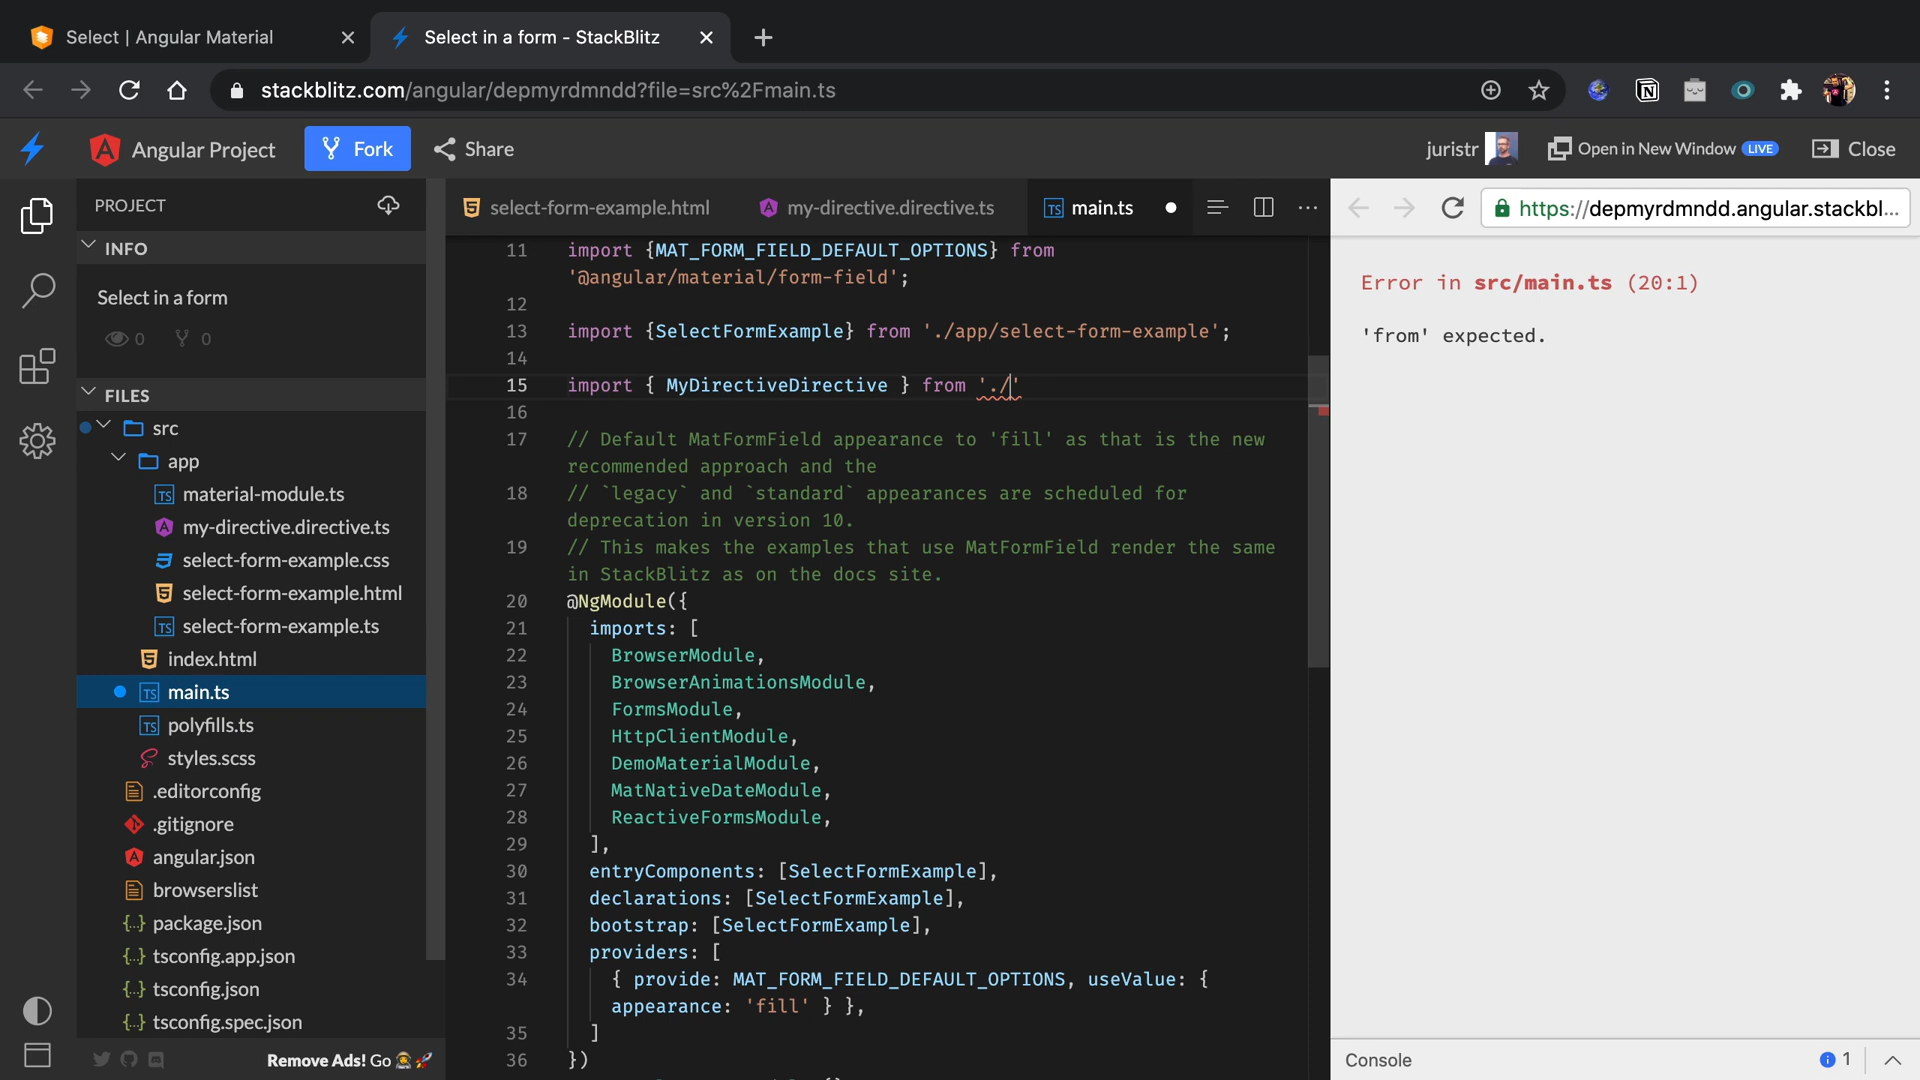 Select | Angular Material
Select in a form - StackBlitz
stackblitz.com/angular/depmyrdmndd?file=src%2Fmain.ts
Angular Project
Fork
Share
juristr
Open in New Window LIVE
Close
PROJECT
INFO
Select in a form
0 0
FILES
src
app
material-module.ts
my-directive.directive.ts
select-form-example.css
select-form-example.html
select-form-example.ts
index.html
main.ts
polyfills.ts
styles.scss
.editorconfig
.gitignore
angular.json
browserslist
package.json
tsconfig.app.json
tsconfig.json
tsconfig.spec.json
Remove Ads! Go
select-form-example.html
my-directive.directive.ts
main.ts
11 import {MAT_FORM_FIELD_DEFAULT_OPTIONS} from
'@angular/material/form-field';
12
13 import {SelectFormExample} from './app/select-form-example';
14
15 import { MyDirectiveDirective } from './'
16
17 // Default MatFormField appearance to 'fill' as that is the new
recommended approach and the
18 // `legacy` and `standard` appearances are scheduled for
deprecation in version 10.
19 // This makes the examples that use MatFormField render the same
in StackBlitz as on the docs site.
20 @NgModule({
21 imports: [
22 BrowserModule,
23 BrowserAnimationsModule,
24 FormsModule,
25 HttpClientModule,
26 DemoMaterialModule,
27 MatNativeDateModule,
28 ReactiveFormsModule,
29 ],
30 entryComponents: [SelectFormExample],
31 declarations: [SelectFormExample],
32 bootstrap: [SelectFormExample],
33 providers: [
34 { provide: MAT_FORM_FIELD_DEFAULT_OPTIONS, useValue: {
appearance: 'fill' } },
35 ]
36 })
https://depmyrdmndd.angular.stackbl...
Error in src/main.ts (20:1)
'from' expected.
Console
1